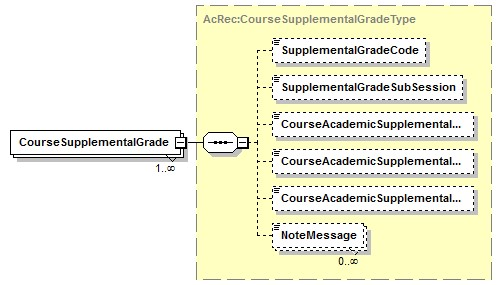 AcRec:CourseSupplementalGradeType
SupplementalGradeCode
SupplementalGradeSubSession
CourseAcademicSupplemental...
CourseSupplementalGrade
1..∞
CourseAcademicSupplemental...
CourseAcademicSupplemental...
NoteMessage
0..∞